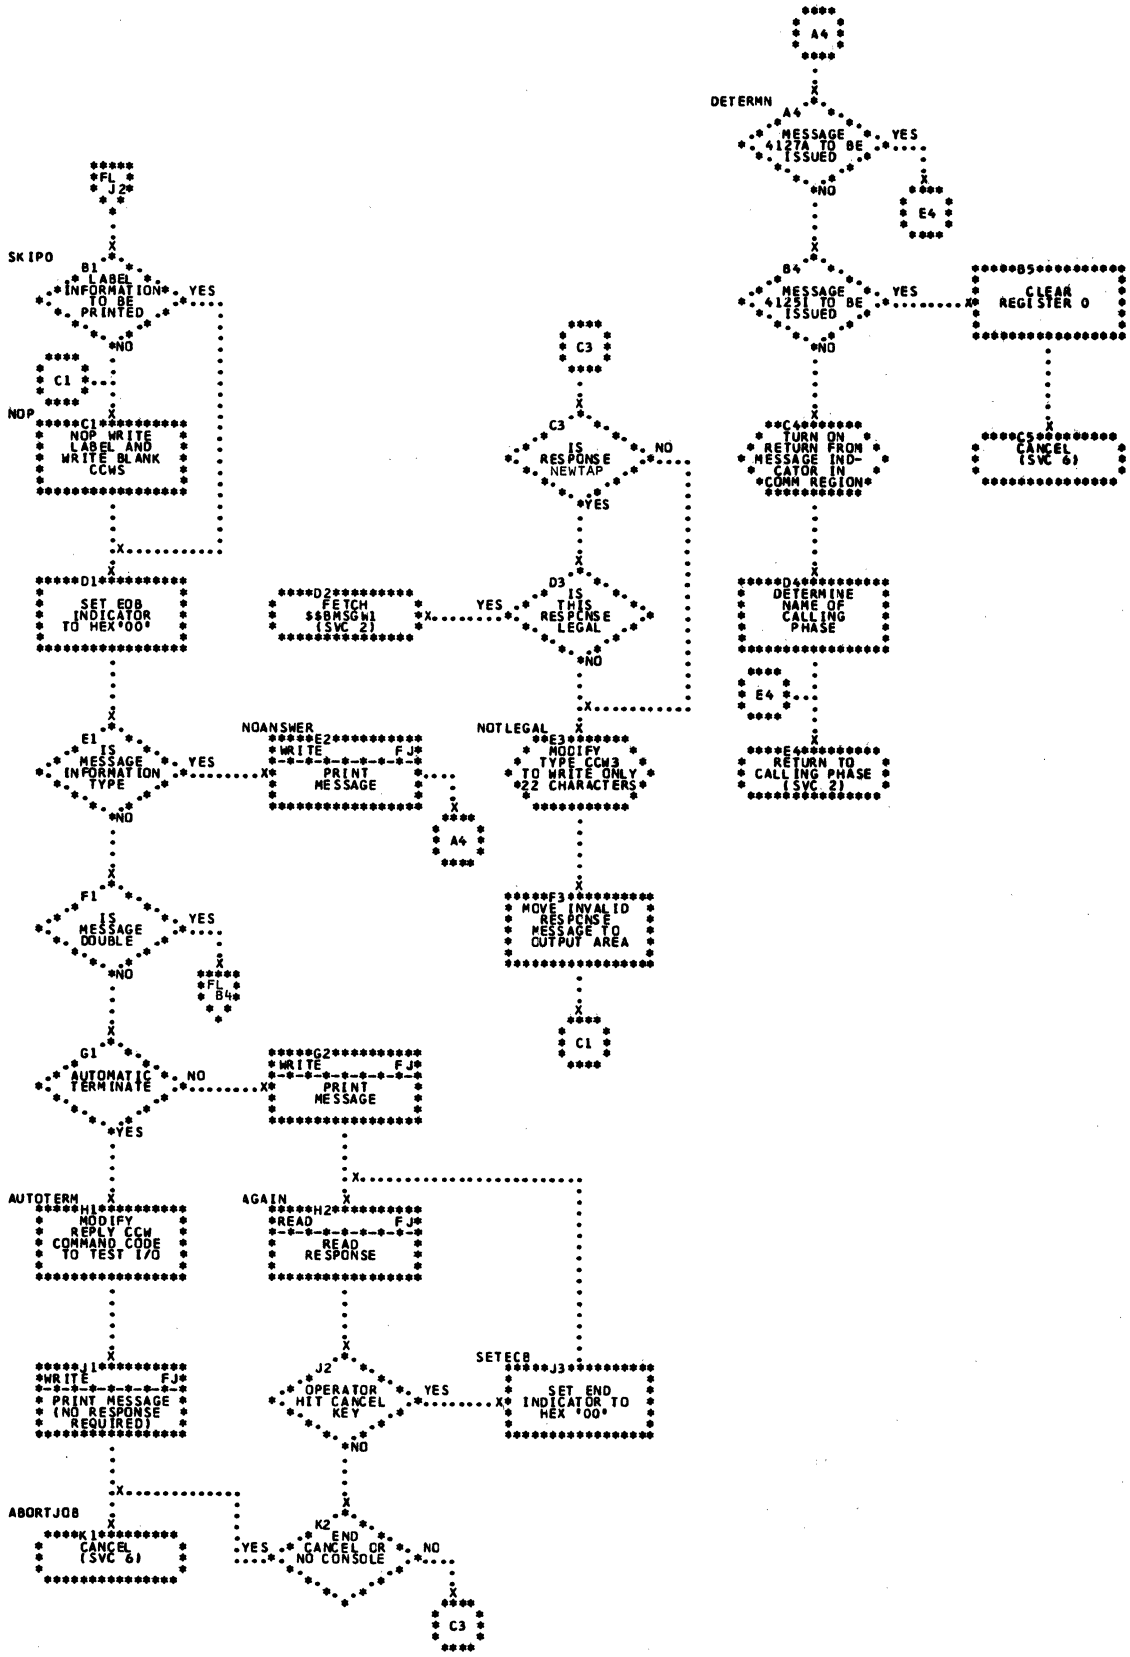 A4
DETERMN
A4
MESSAGE
4127A TO BE
ISSUED
YES
NO
E4
FL
J2
SKIPO
B1
LABEL
INFORMATION
TO BE
PRINTED
YES
NO
B4
MESSAGE
4125I TO BE
ISSUED
YES
NO
B5
CLEAR
REGISTER 0
C1
C3
NOP
C1
NOP WRITE
LABEL AND
WRITE BLANK
CCWS
C3
IS
RESPONSE
NEWTAP
NO
YES
C4
TURN ON
RETURN FROM
MESSAGE IND-
CATOR IN
COMM REGION
C5
CANCEL
(SVC 6)
D1
SET EOB
INDICATOR
TO HEX'00'
D2
FETCH
$$BMSGW1
(SVC 2)
YES
D3
IS
THIS
RESPONSE
LEGAL
NO
D4
DETERMINE
NAME OF
CALLING
PHASE
E4
E1
IS
MESSAGE
INFORMATION
TYPE
YES
NO
NOANSWER
E2
WRITE FJ
PRINT
MESSAGE
A4
NOTLEGAL
E3
MODIFY
TYPE CCW3
TO WRITE ONLY
22 CHARACTERS
E4
RETURN TO
CALLING PHASE
(SVC 2)
F1
IS
MESSAGE
DOUBLE
YES
NO
FL
B4
F3
MOVE INVALID
RESPONSE
MESSAGE TO
OUTPUT AREA
C1
G1
AUTOMATIC
TERMINATE
NO
YES
G2
WRITE FJ
PRINT
MESSAGE
AUTOTERM
H1
MODIFY
REPLY CCW
COMMAND CODE
TO TEST I/O
AGAIN
H2
READ FJ
READ
RESPONSE
J1
WRITE FJ
PRINT MESSAGE
(NO RESPONSE
REQUIRED)
J2
OPERATOR
HIT CANCEL
KEY
YES
NO
SETECB
J3
SET END
INDICATOR TO
HEX '00'
ABORTJOB
K1
CANCEL
(SVC 6)
YES
K2
END
CANCEL OR
NO CONSOLE
NO
C3